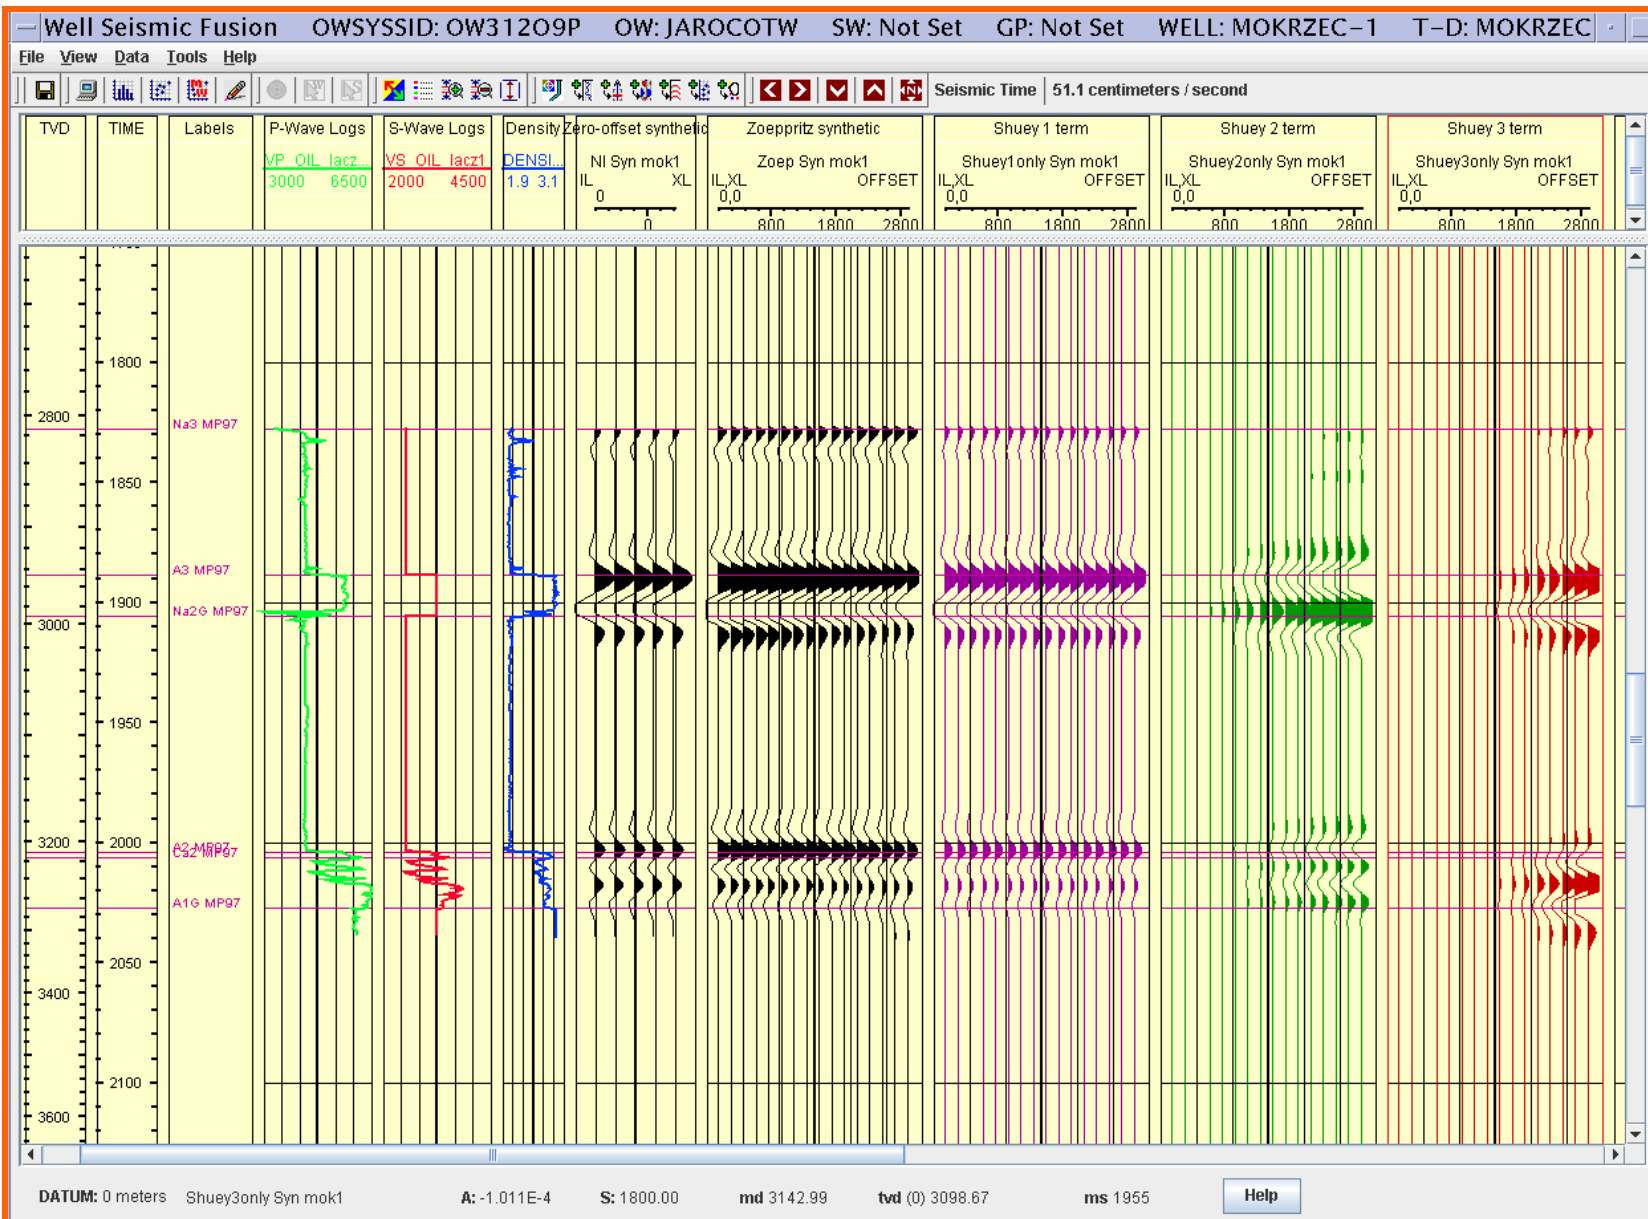 Well Seismic Fusion OWSYSSID: OW312O9P OW: JAROCOTW SW: Not Set GP: Not Set WELL: MOKRZEC-1 T-D: MOKRZEC
File View Data Tools Help
Seismic Time 51.1 centimeters / second
TVD TIME Labels P-Wave Logs S-Wave Logs Density Zero-offset synthetic Zoeppritz synthetic Shuey 1 term Shuey 2 term Shuey 3 term
VP_OIL_lacz... VS_OIL_lacz1 DENSI... NI Syn mok1 Zoep Syn mok1 Shuey1only Syn mok1 Shuey2only Syn mok1 Shuey3only Syn mok1
3000 6500 2000 4500 1.9 3.1 IL XL IL,XL OFFSET IL,XL OFFSET IL,XL OFFSET IL,XL OFFSET
0 0,0 0,0 0,0 0,0
0 800 1800 2800 800 1800 2800 800 1800 2800 800 1800 2800
1800
2800 Na3 MP97
1850
A3 MP97
1900 Na2G MP97
3000
1950
3200 2000 A2 MP97
Ca2 MP97
A1G MP97
2050
3400
2100
3600
DATUM: 0 meters Shuey3only Syn mok1 A: -1.011E-4 S: 1800.00 md 3142.99 tvd (0) 3098.67 ms 1955 Help